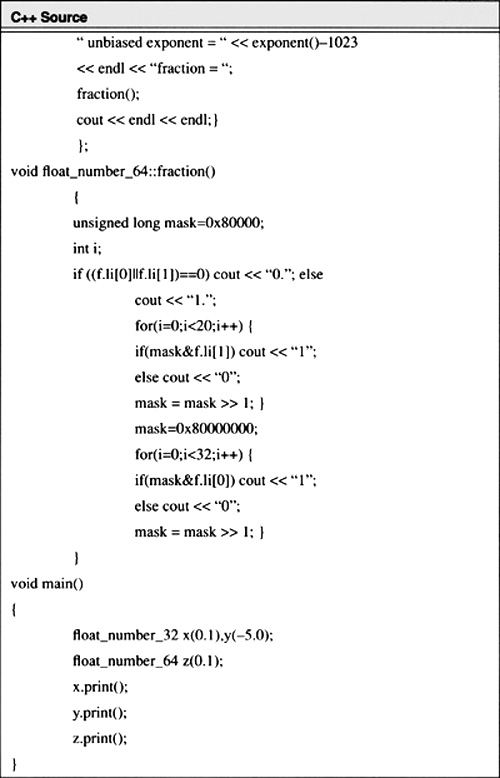 C++ Source
“ unbiased exponent = “ << exponent()–1023
<< endl << “fraction = “;
fraction();
cout << endl << endl;}
};
void float_number_64::fraction()
{
unsigned long mask=0x80000;
int i;
if ((f.li[0]||f.li[1])==0) cout << “0.”; else
cout << “1.”;
for(i=0;i<20;i++) {
if(mask&f.li[1]) cout << “1”;
else cout << “0”;
mask = mask >> 1; }
mask=0x80000000;
for(i=0;i<32;i++) {
if(mask&f.li[0]) cout << “1”;
else cout << “0”;
mask = mask >> 1; }
}
void main()
{
float_number_32 x(0.1),y(–5.0);
float_number_64 z(0.1);
x.print();
y.print();
z.print();
}